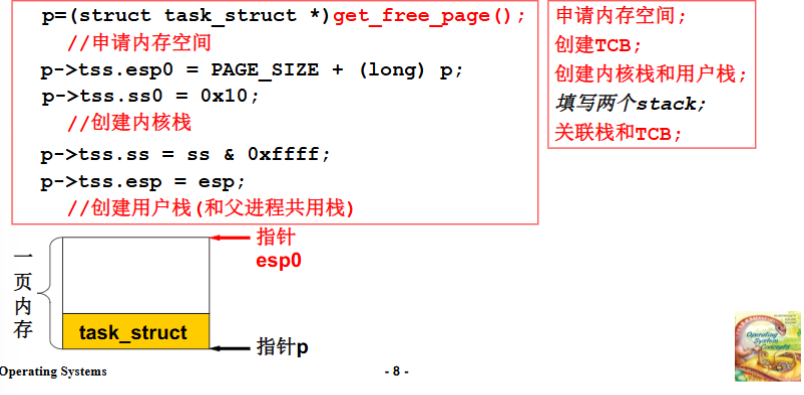 p=(struct task_struct *)get_free_page();
//申请内存空间
p->tss.esp0 = PAGE_SIZE + (long) p;
p->tss.ss0 = 0x10;
//创建内核栈
p->tss.ss = ss & 0xffff;
p->tss.esp = esp;
//创建用户栈(和父进程共用栈)
申请内存空间;
创建TCB;
创建内核栈和用户栈;
填写两个stack;
关联栈和TCB;
一页内存
指针
esp0
task_struct
指针p
Operating Systems
- 8 -
Operating
System
Concepts